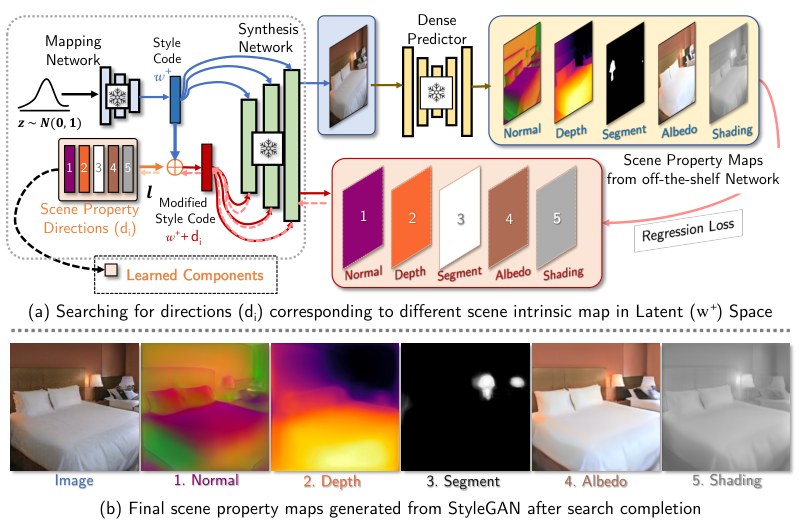 Mapping
Network
Style
Code
w⁺
Synthesis
Network
Dense
Predictor
z ~ N(0, 1)
Normal
Depth
Segment
Albedo
Shading
1
2
3
4
5
l
Scene Property
Directions (dᵢ)
Modified
Style Code
w⁺+dᵢ
Learned Components
1
2
3
4
5
Normal
Depth
Segment
Albedo
Shading
Scene Property Maps
from off-the-shelf Network
Regression Loss
(a) Searching for directions (dᵢ) corresponding to different scene intrinsic map in Latent (w⁺) Space
Image
1. Normal
2. Depth
3. Segment
4. Albedo
5. Shading
(b) Final scene property maps generated from StyleGAN after search completion